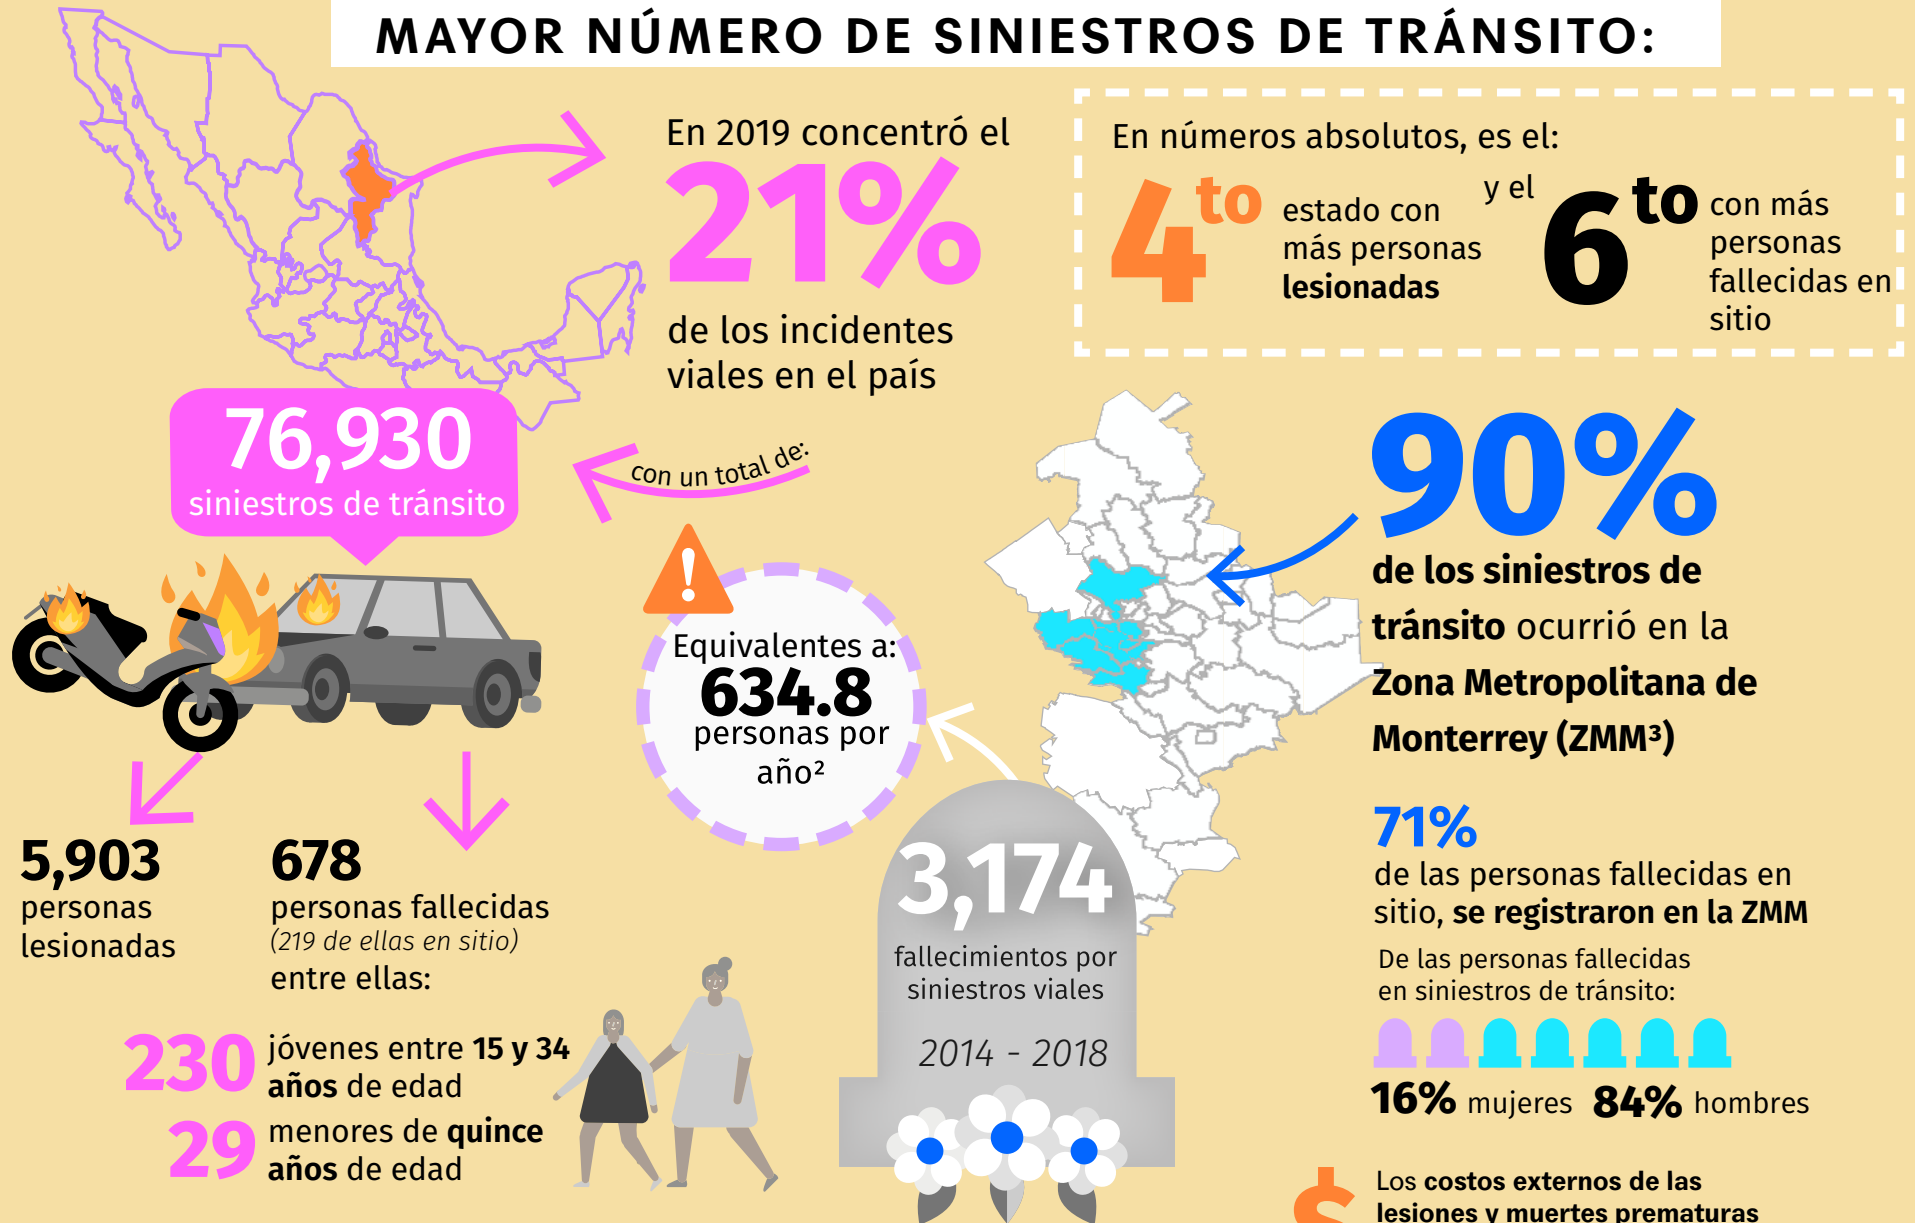 MAYOR NÚMERO DE SINIESTROS DE TRÁNSITO:
En 2019 concentró el
21%
de los incidentes
viales en el país
En números absolutos, es el:
4to
estado con
más personas
lesionadas
y el
6to
con más
personas
fallecidas en
sitio
con un total de:
76,930
siniestros de tránsito
5,903
personas
lesionadas
678
personas fallecidas
(219 de ellas en sitio)
entre ellas:
230
jóvenes entre 15 y 34
años de edad
29
menores de quince
años de edad
!
Equivalentes a:
634.8
personas por
año²
3,174
fallecimientos por
siniestros viales
2014 - 2018
90%
de los siniestros de
tránsito ocurrió en la
Zona Metropolitana de
Monterrey (ZMM³)
71%
de las personas fallecidas en
sitio, se registraron en la ZMM
De las personas fallecidas
en siniestros de tránsito:
16% mujeres 84% hombres
$
Los costos externos de las
lesiones y muertes prematuras